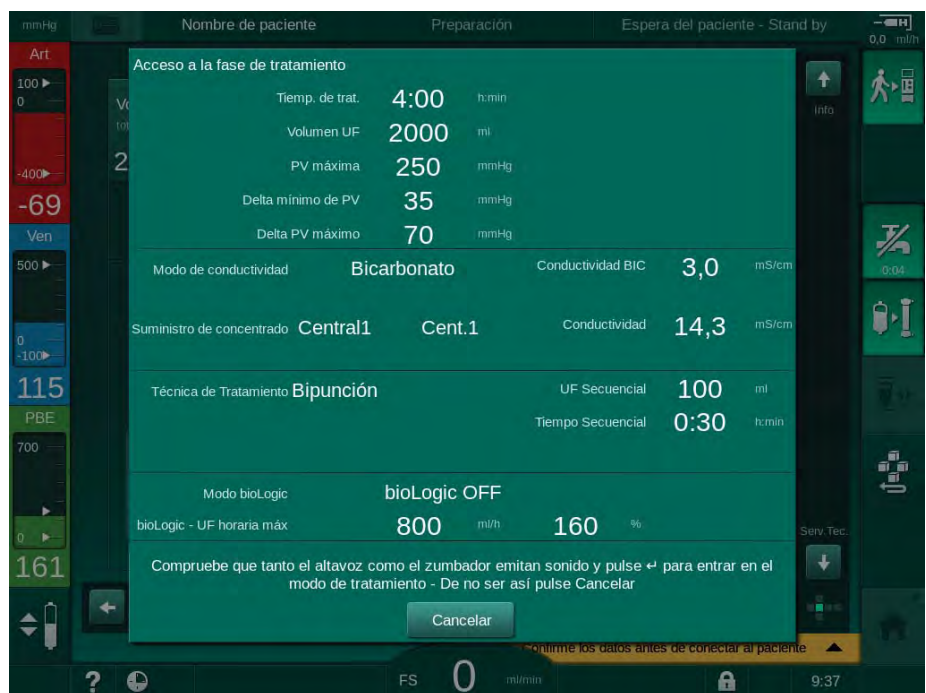 mmHg
Nombre de paciente
Preparación
Espera del paciente - Stand by
H
0,0 ml/h
Art
100
0
-400
-69
Ven
500
0
-100
115
PBE
700
0
161
Info
0:04
Serv.Tec.
Acceso a la fase de tratamiento
Tiemp. de trat. 4:00 h:min
Volumen UF 2000 ml
PV máxima 250 mmHg
Delta mínimo de PV 35 mmHg
Delta PV máximo 70 mmHg
Modo de conductividad Bicarbonato Conductividad BIC 3,0 mS/cm
Suministro de concentrado Central1 Cent.1 Conductividad 14,3 mS/cm
Técnica de Tratamiento Bipunción UF Secuencial 100 ml
Tiempo Secuencial 0:30 h:min
Modo bioLogic bioLogic OFF
bioLogic - UF horaria máx 800 ml/h 160 %
Compruebe que tanto el altavoz como el zumbador emitan sonido y pulse ↵ para entrar en el
modo de tratamiento - De no ser así pulse Cancelar
Cancelar
Confirme los datos antes de conectar al paciente
? FS 0 ml/min 9:37